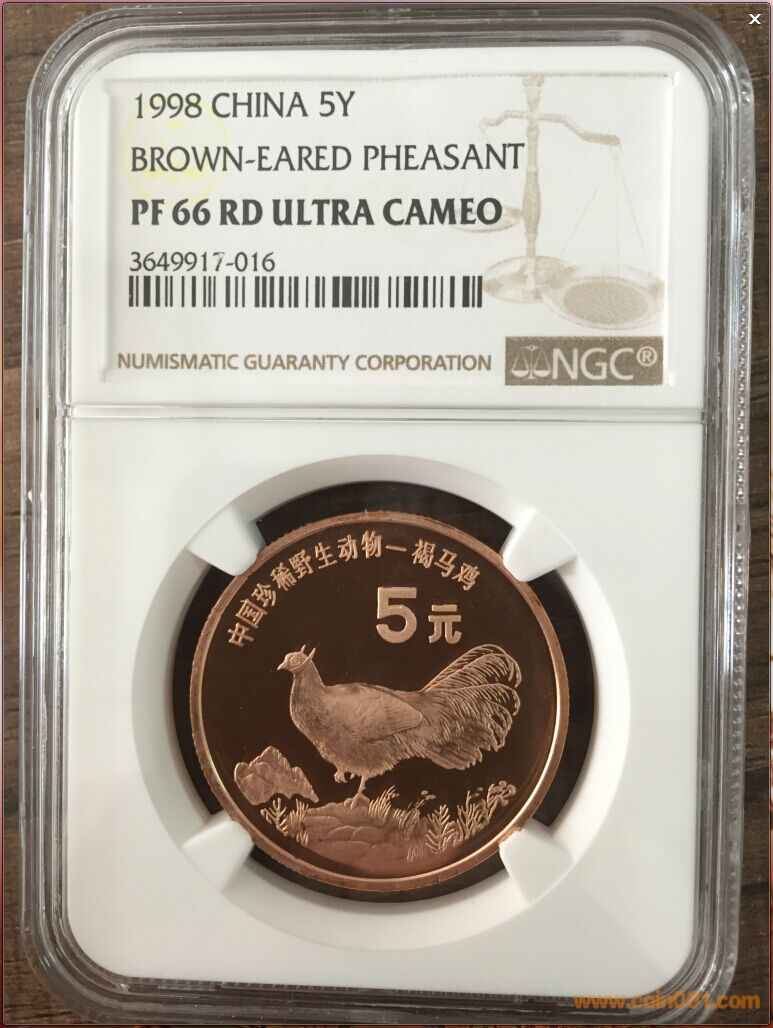 1998 CHINA 5Y
BROWN-EARED PHEASANT
PF 66 RD ULTRA CAMEO
3649917-016
NUMISMATIC GUARANTY CORPORATION
NGC®
中国珍稀野生动物—褐马鸡
5元
www.coin001.com